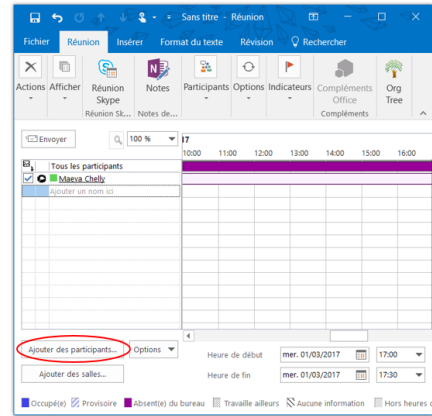 Sans titre - Réunion
Fichier Réunion Insérer Format du texte Révision Rechercher
Actions Afficher Réunion Skype Notes Participants Options Indicateurs Compléments Office Org Tree
Réunion Sk... Notes de... Compléments
Envoyer 100 % 17
10:00 11:00 12:00 13:00 14:00 15:00 16:00
Tous les participants
Maeva Chelly
Ajouter un nom ici
Ajouter des participants... Options Heure de début mer. 01/03/2017 17:00
Ajouter des salles... Heure de fin mer. 01/03/2017 17:30
Occupé(e) Provisoire Absent(e) du bureau Travaille ailleurs Aucune information Hors heures